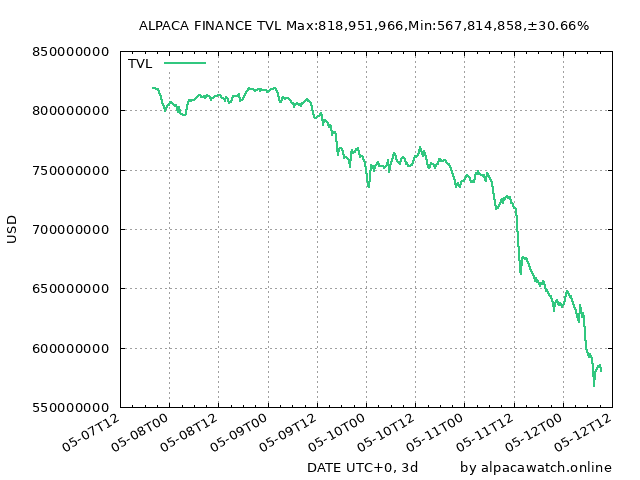 ALPACA FINANCE TVL Max:818,951,966,Min:567,814,858,±30.66%
TVL
850000000
800000000
750000000
700000000
650000000
600000000
550000000
USD
05-07T12
05-08T00
05-08T12
05-09T00
05-09T12
05-10T00
05-10T12
05-11T00
05-11T12
05-12T00
05-12T12
DATE UTC+0, 3d
by alpacawatch.online